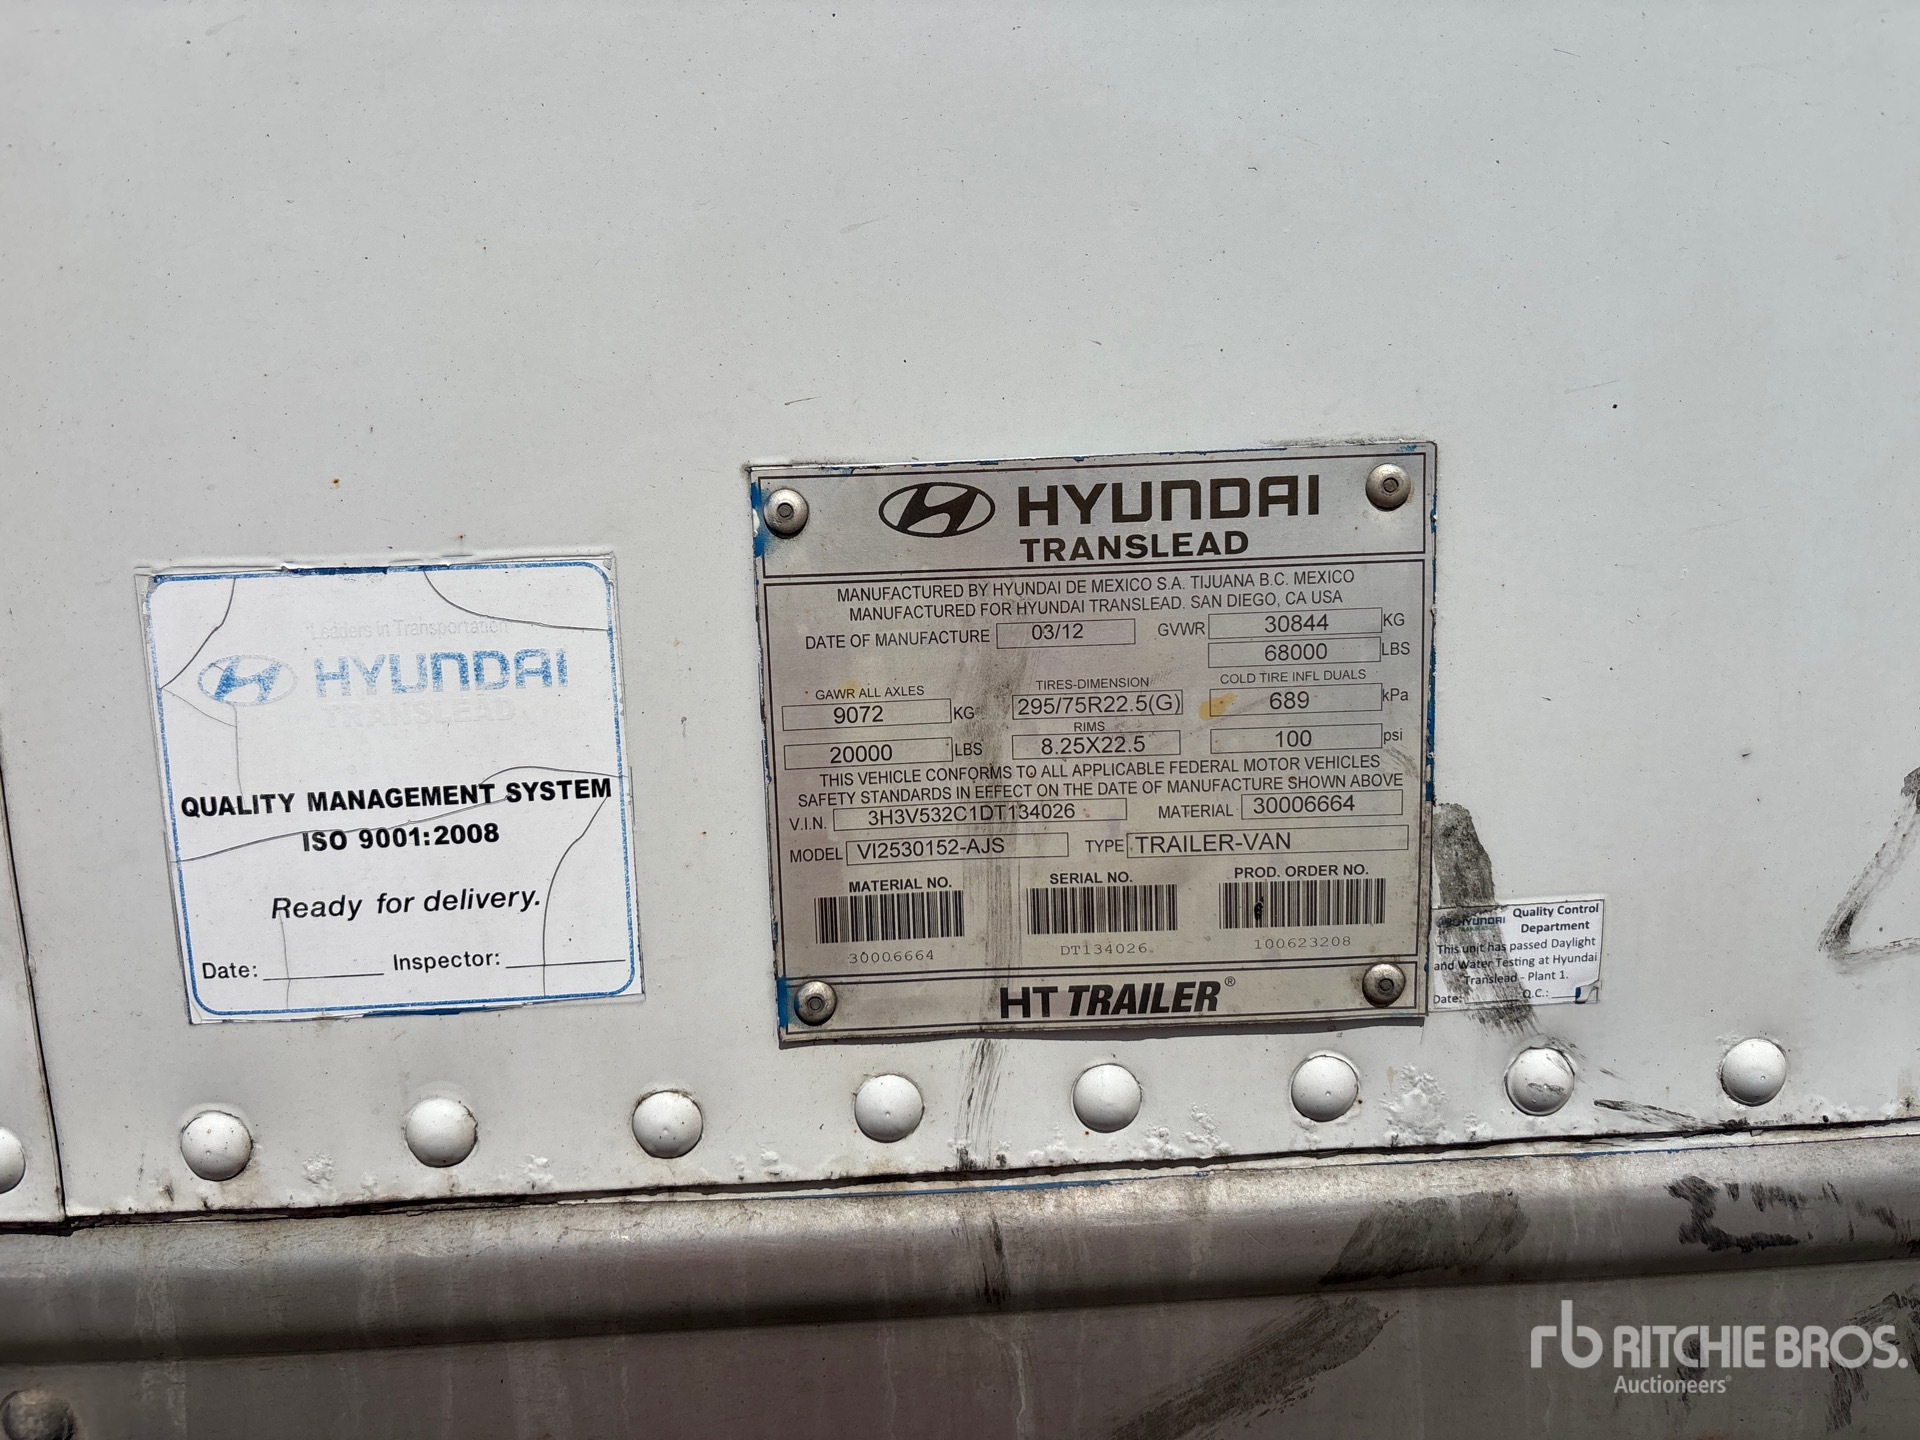 "Leaders in Transportation"
HYUNDAI
TRANSLEAD
QUALITY MANAGEMENT SYSTEM
ISO 9001:2008
Ready for delivery.
Date: Inspector:
HYUNDAI
TRANSLEAD
MANUFACTURED BY HYUNDAI DE MEXICO S.A. TIJUANA B.C. MEXICO
MANUFACTURED FOR HYUNDAI TRANSLEAD. SAN DIEGO, CA USA
DATE OF MANUFACTURE 03/12 GVWR 30844 KG
68000 LBS
GAWR ALL AXLES TIRES-DIMENSION COLD TIRE INFL DUALS
9072 KG 295/75R22.5(G) 689 kPa
RIMS
20000 LBS 8.25X22.5 100 psi
THIS VEHICLE CONFORMS TO ALL APPLICABLE FEDERAL MOTOR VEHICLES
SAFETY STANDARDS IN EFFECT ON THE DATE OF MANUFACTURE SHOWN ABOVE
V.I.N. 3H3V532C1DT134026 MATERIAL 30006664
MODEL VI2530152-AJS TYPE TRAILER-VAN
MATERIAL NO. SERIAL NO. PROD. ORDER NO.
30006664 DT134026 100623208
HT TRAILER®
HYUNDAI Quality Control
Department
This unit has passed Daylight
and Water Testing at Hyundai
Translead - Plant 1.
Date: Q.C.:
rb RITCHIE BROS.
Auctioneers